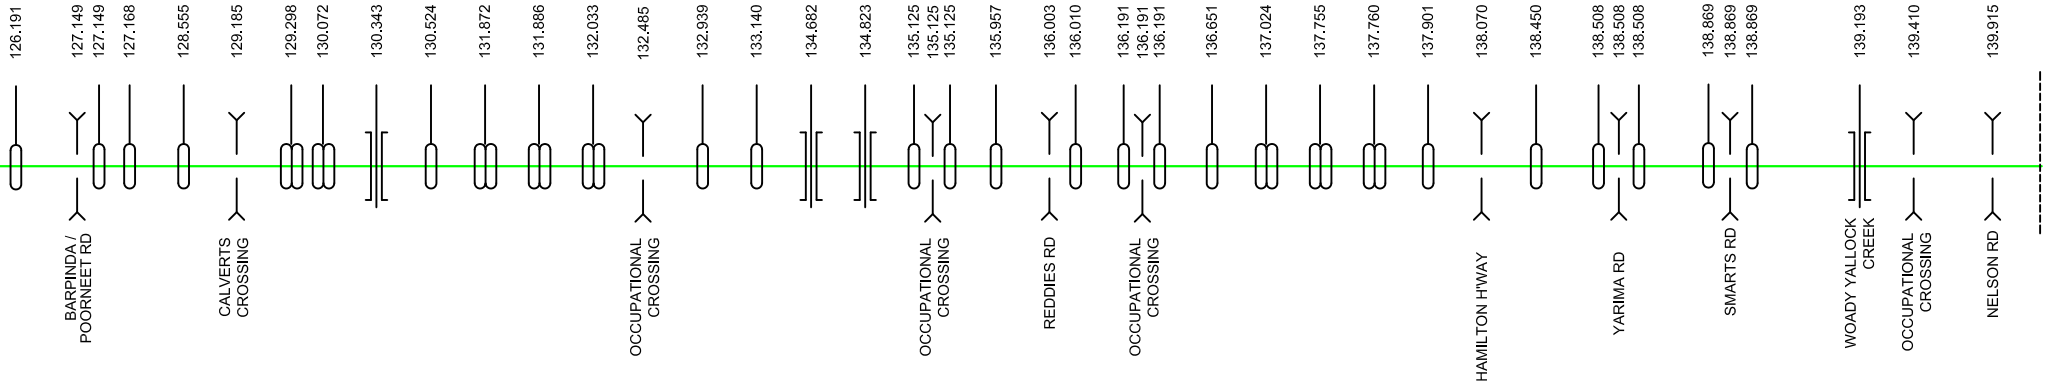 126.191
127.149
127.149
127.168
128.555
129.185
129.298
130.072
130.343
130.524
131.872
131.886
132.033
132.485
132.939
133.140
134.682
134.823
135.125
135.125
135.125
135.957
136.003
136.010
136.191
136.191
136.191
136.651
137.024
137.755
137.760
137.901
138.070
138.450
138.508
138.508
138.508
138.869
138.869
138.869
139.193
139.410
139.915
BARPINDA /
POORNEET RD
CALVERTS
CROSSING
OCCUPATIONAL
CROSSING
OCCUPATIONAL
CROSSING
REDDIES RD
OCCUPATIONAL
CROSSING
HAMILTON H'WAY
YARIMA RD
SMARTS RD
WOADY YALLOCK
CREEK
OCCUPATIONAL
CROSSING
NELSON RD